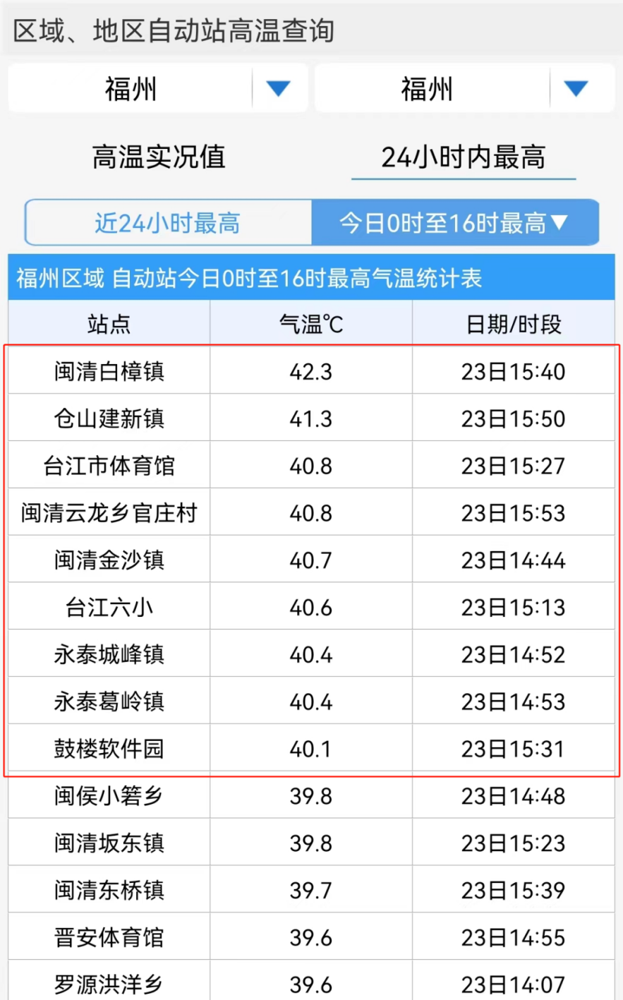 区域、地区自动站高温查询
福州 福州
高温实况值 24小时内最高
近24小时最高 今日0时至16时最高▼
福州区域 自动站今日0时至16时最高气温统计表
站点 气温℃ 日期/时段
闽清白樟镇 42.3 23日15:40
仓山建新镇 41.3 23日15:50
台江市体育馆 40.8 23日15:27
闽清云龙乡官庄村 40.8 23日15:53
闽清金沙镇 40.7 23日14:44
台江六小 40.6 23日15:13
永泰城峰镇 40.4 23日14:52
永泰葛岭镇 40.4 23日14:53
鼓楼软件园 40.1 23日15:31
闽侯小箬乡 39.8 23日14:48
闽清坂东镇 39.8 23日15:23
闽清东桥镇 39.7 23日15:39
晋安体育馆 39.6 23日14:55
罗源洪洋乡 39.6 23日14:07